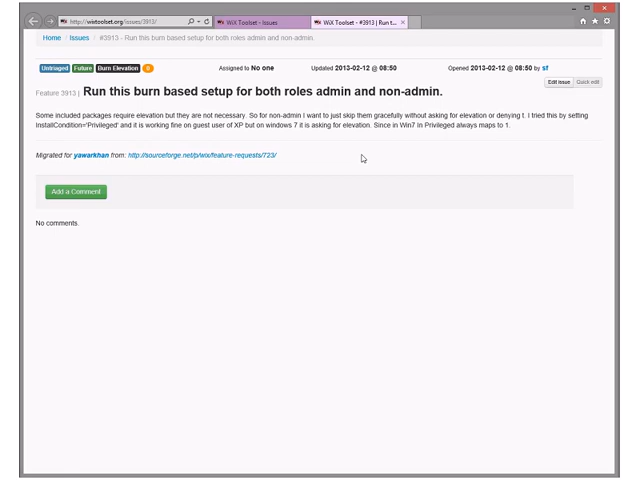 http://wixtoolset.org/issues/3913/
WiX Toolset - Issues
WiX Toolset - #3913 | Run t...
Home / Issues / #3913 - Run this burn based setup for both roles admin and non-admin.
Untriaged Future Burn Elevation 0 Assigned to No one Updated 2013-02-12 @ 08:50 Opened 2013-02-12 @ 08:50 by sf
Edit issue Quick edit
Feature 3913 | Run this burn based setup for both roles admin and non-admin.
Some included packages require elevation but they are not necessary. So for non-admin I want to just skip them gracefully without asking for elevation or denying t. I tried this by setting
InstallCondition='Privileged' and it is working fine on guest user of XP but on windows 7 it is asking for elevation. Since in Win7 In Privileged always maps to 1.
Migrated for yawarkhan from: http://sourceforge.net/p/wix/feature-requests/723/
Add a Comment
No comments.